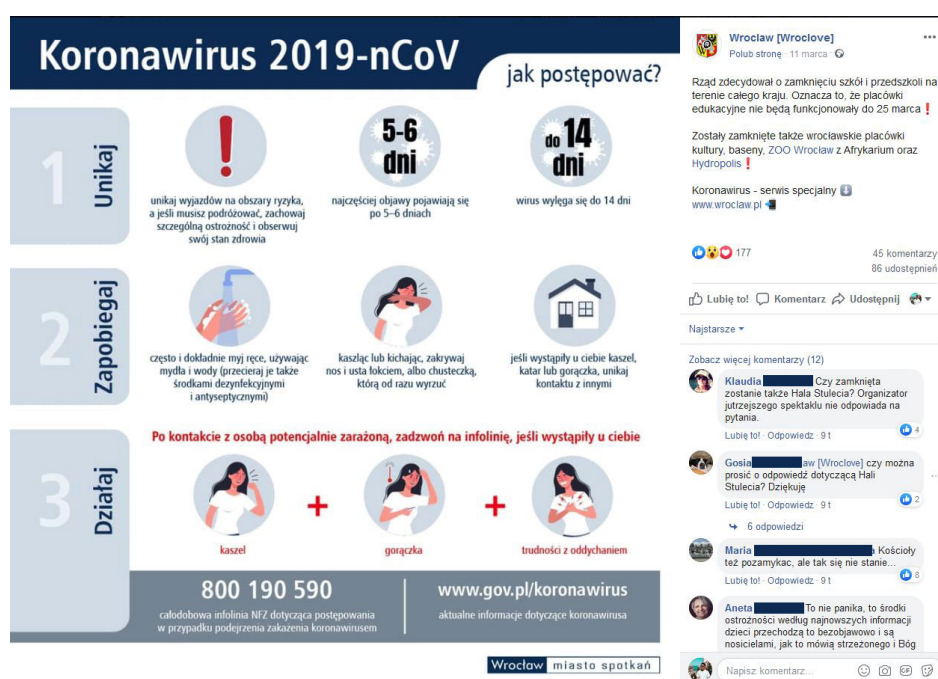 Koronawirus 2019-nCoV
jak postępować?
1
Unikaj
unikaj wyjazdów na obszary ryzyka,
a jeśli musisz podróżować, zachowaj
szczególną ostrożność i obserwuj
swój stan zdrowia
5-6
dni
najczęściej objawy pojawiają się
po 5–6 dniach
do 14
dni
wirus wylęga się do 14 dni
2
Zapobiegaj
często i dokładnie myj ręce, używając
mydła i wody (przecieraj je także
środkami dezynfekcyjnymi
i antyseptycznymi)
kaszląc lub kichając, zakrywaj
nos i usta łokciem, albo chusteczką,
którą od razu wyrzuć
jeśli wystąpiły u ciebie kaszel,
katar lub gorączka, unikaj
kontaktu z innymi
3
Działaj
Po kontakcie z osobą potencjalnie zarażoną, zadzwoń na infolinię, jeśli wystąpiły u ciebie
kaszel
+
gorączka
+
trudności z oddychaniem
800 190 590
całodobowa infolinia NFZ dotycząca postępowania
w przypadku podejrzenia zakażenia koronawirusem
www.gov.pl/koronawirus
aktualne informacje dotyczące koronawirusa
Wrocław miasto spotkań
Wroclaw [Wroclove]
Polub stronę · 11 marca ·
Rząd zdecydował o zamknięciu szkół i przedszkoli na
terenie całego kraju. Oznacza to, że placówki
edukacyjne nie będą funkcjonowały do 25 marca❗
Zostały zamknięte także wrocławskie placówki
kultury, baseny, ZOO Wrocław z Afrykarium oraz
Hydropolis❗
Koronawirus - serwis specjalny ⬇️
www.wroclaw.pl 📲
177
45 komentarzy
86 udostępnień
Lubię to! Komentarz Udostępnij
Najstarsze
Zobacz więcej komentarzy (12)
Klaudia Czy zamknięta
zostanie także Hala Stulecia? Organizator
jutrzejszego spektaklu nie odpowiada na
pytania.
Lubię to! · Odpowiedz · 9 t
4
Gosia aw [Wroclove] czy można
prosić o odpowiedź dotyczącą Hali
Stulecia? Dziękuję
Lubię to! · Odpowiedz · 9 t
2
6 odpowiedzi
Maria Kościoły
też pozamykac, ale tak się nie stanie...
Lubię to! · Odpowiedz · 9 t
8
Aneta To nie panika, to środki
ostrożności według najnowszych informacji
dzieci przechodzą to bezobjawowo i są
nosicielami, jak to mówią strzeżonego i Bóg
Napisz komentarz...
GIF